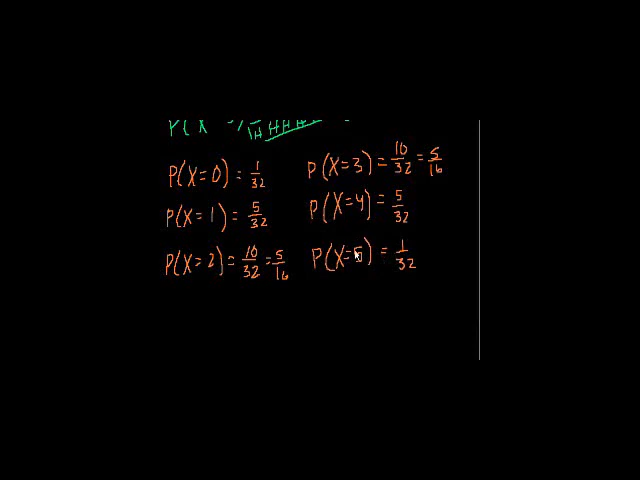 P(X
HHHH
P(X=0) = 1/32
P(X=1) = 5/32
P(X=2) = 10/32 = 5/16
P(X=3) = 10/32 = 5/16
P(X=4) = 5/32
P(X=5) = 1/32